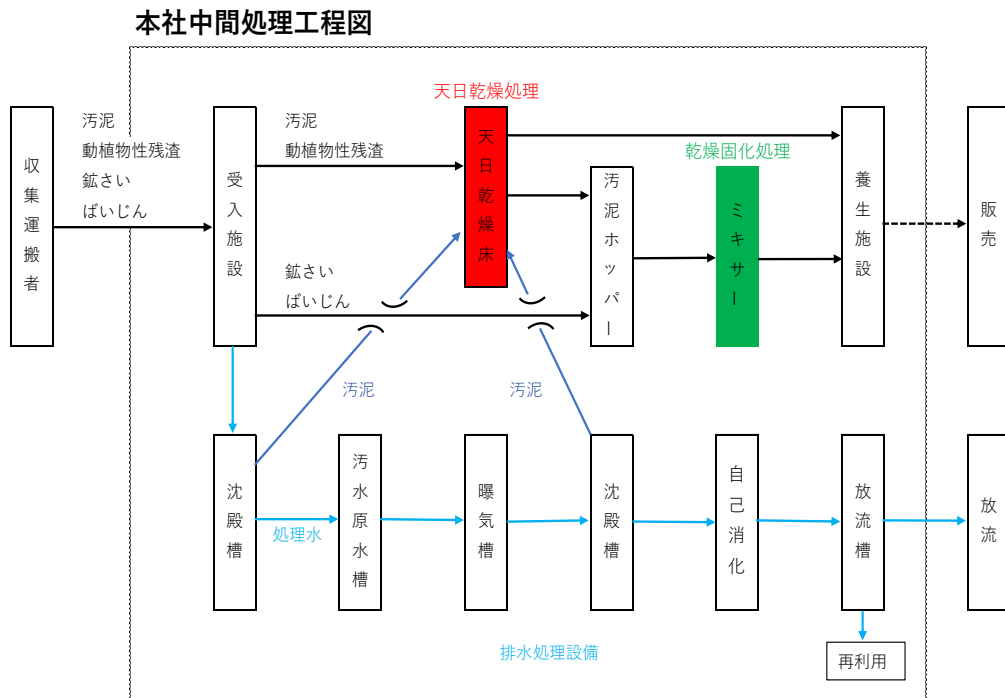 本社中間処理工程図
天日乾燥処理
汚泥
動植物性残渣
鉱さい
ばいじん
汚泥
動植物性残渣
乾燥固化処理
収集運搬者
受入施設
天日乾燥床
汚泥ホッパー
ミキサー
養生施設
販売
鉱さい
ばいじん
汚泥
汚泥
沈殿槽
処理水
汚水原水槽
曝気槽
沈殿槽
自己消化
放流槽
放流
排水処理設備
再利用